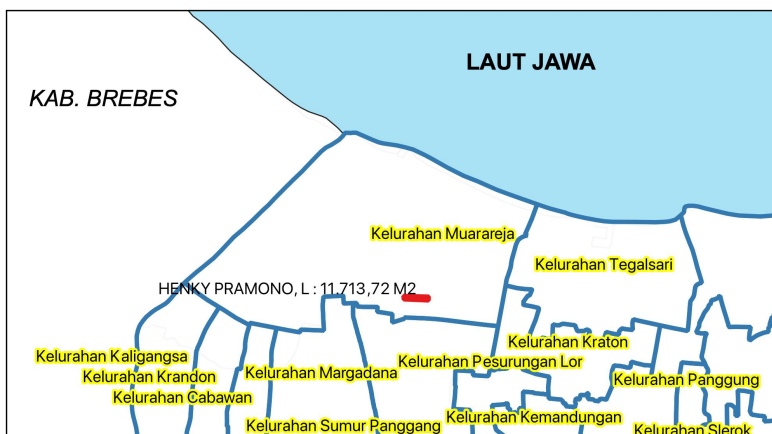 LAUT JAWA
KAB. BREBES
Kelurahan Muarareja
Kelurahan Tegalsari
HENKY PRAMONO, L : 11.713,72 M2
Kelurahan Kraton
Kelurahan Kaligangsa
Kelurahan Pesurungan Lor
Kelurahan Margadana
Kelurahan Krandon
Kelurahan Panggung
Kelurahan Cabawan
Kelurahan Kemandungan
Kelurahan Sumur Panggang
Kelurahan Slerok